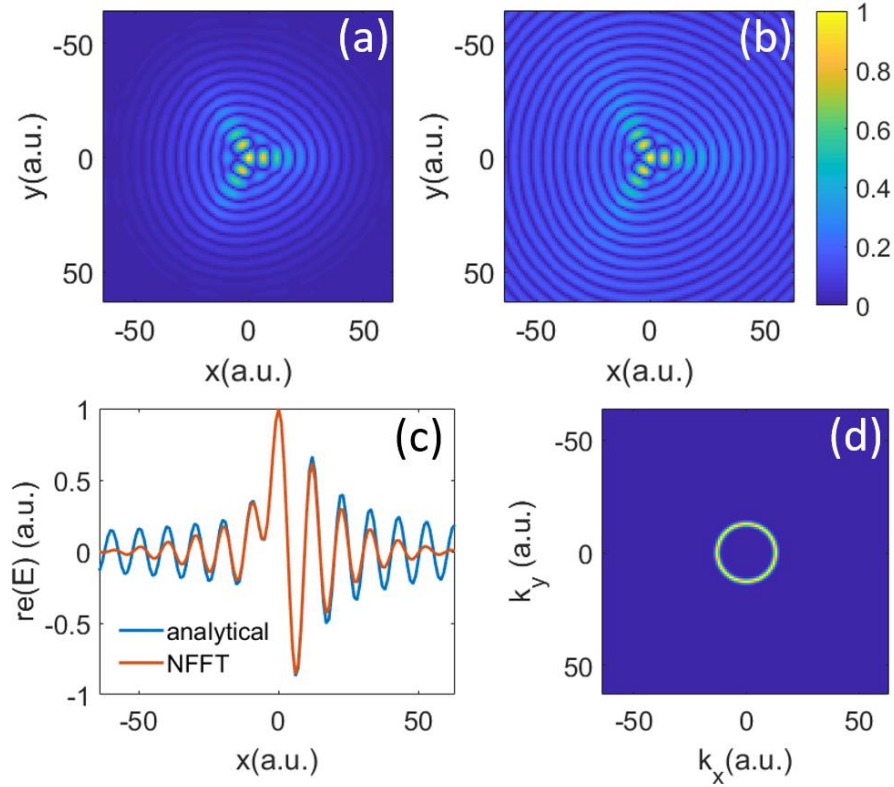 (a)
-50
0
50
y(a.u.)
-50 0 50
x(a.u.)
(b)
-50
0
50
y(a.u.)
-50 0 50
x(a.u.)
1
0.8
0.6
0.4
0.2
0
(c)
1
0.5
0
-0.5
-1
re(E) (a.u.)
analytical
NFFT
-50 0 50
x(a.u.)
(d)
-50
0
50
k_y (a.u.)
-50 0 50
k_x(a.u.)